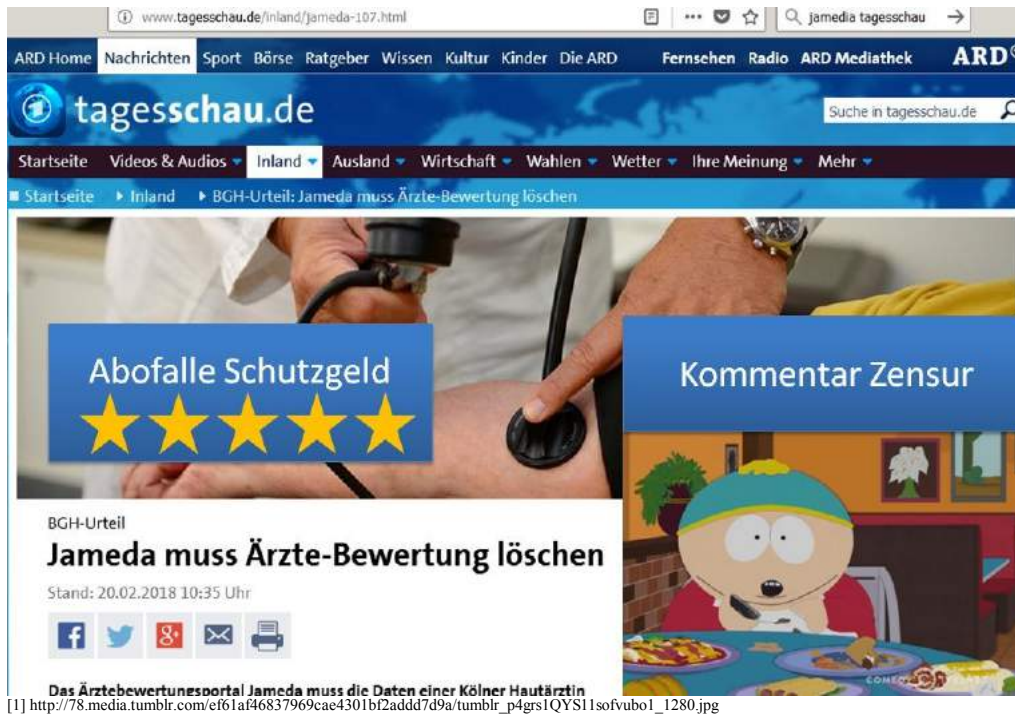 www.tagesschau.de/inland/jameda-107.html
jamedia tagesschau
ARD Home Nachrichten Sport Börse Ratgeber Wissen Kultur Kinder Die ARD Fernsehen Radio ARD Mediathek ARD
tagesschau.de
Suche in tagesschau.de
Startseite Videos & Audios Inland Ausland Wirtschaft Wahlen Wetter Ihre Meinung Mehr
Startseite Inland BGH-Urteil: Jameda muss Ärzte-Bewertung löschen
Abofalle Schutzgeld
Kommentar Zensur
BGH-Urteil
Jameda muss Ärzte-Bewertung löschen
Stand: 20.02.2018 10:35 Uhr
Das Ärztebewertungsportal Jameda muss die Daten einer Kölner Hautärztin
[1] http://78.media.tumblr.com/ef61af46837969cae4301bf2addd7d9a/tumblr_p4grs1QYS11sofvubo1_1280.jpg